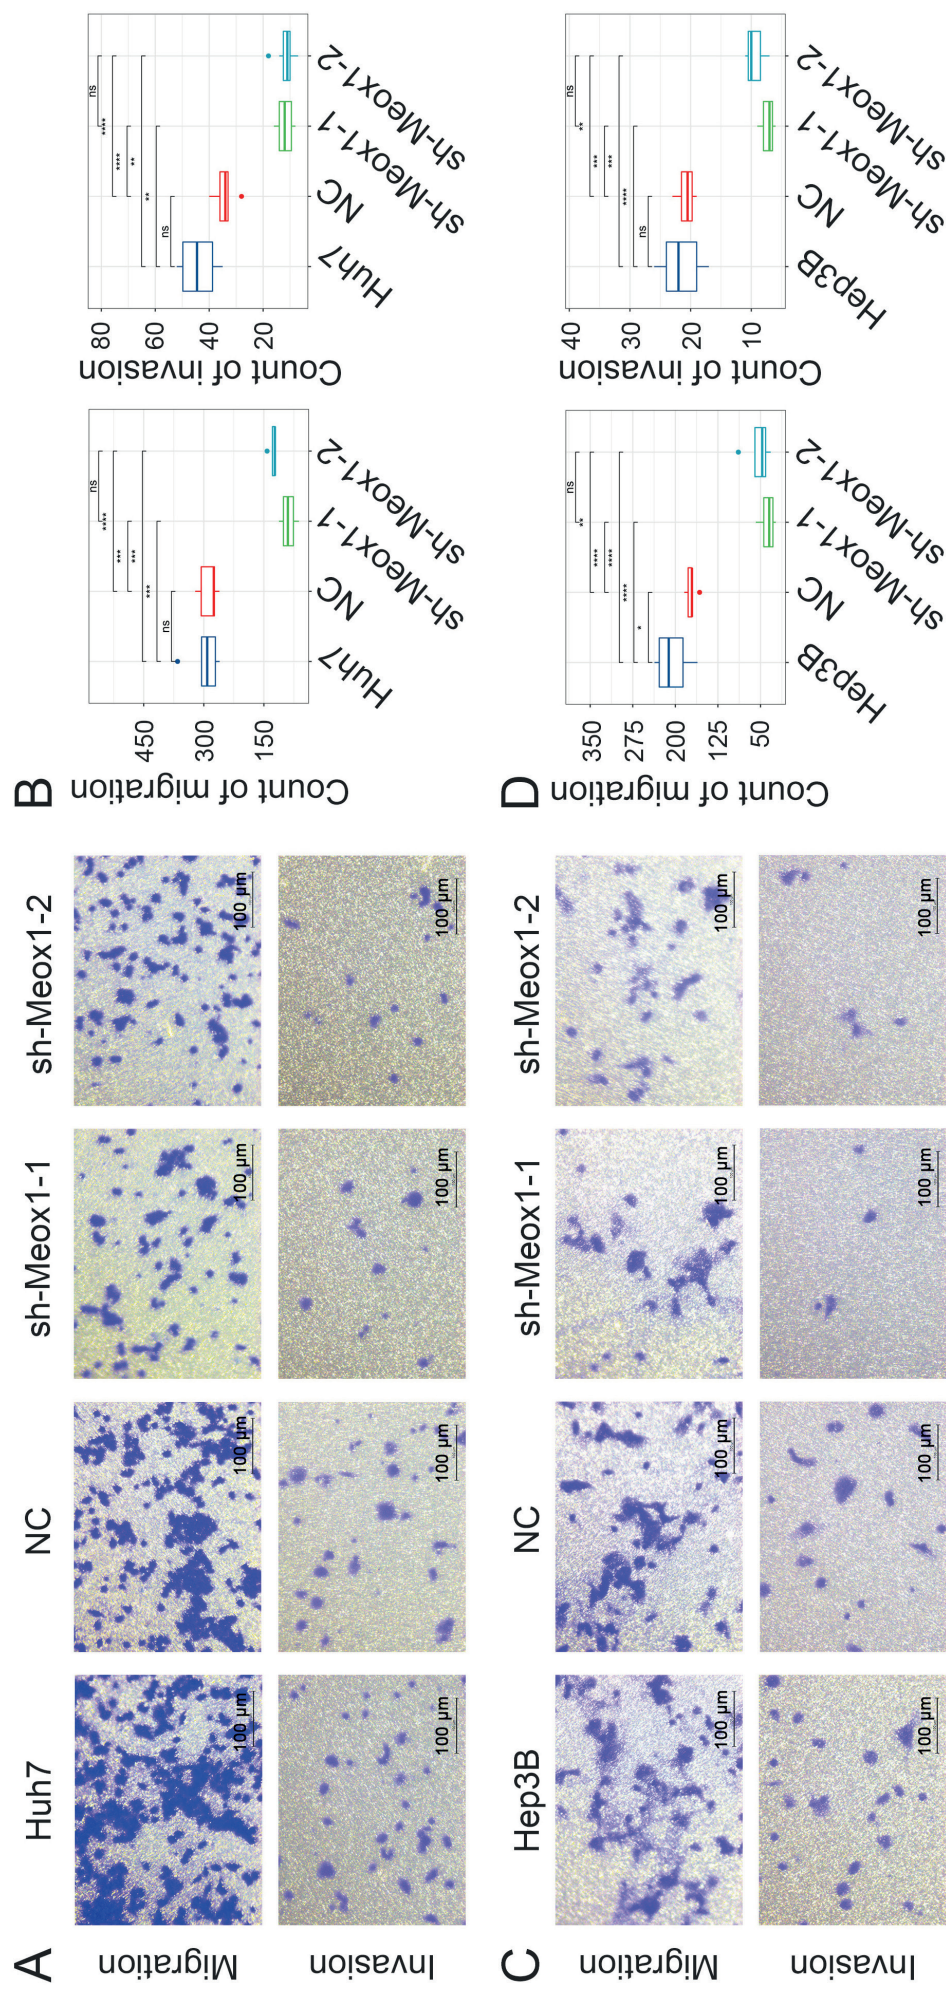 A
Huh7
NC
sh-Meox1-1
sh-Meox1-2
Migration
100 µm
100 µm
100 µm
100 µm
Invasion
100 µm
100 µm
100 µm
100 µm
B
Count of migration
450
300
150
ns
****
***
***
***
ns
Huh7
NC
sh-Meox1-1
sh-Meox1-2
Count of invasion
80
60
40
20
ns
****
****
**
**
ns
Huh7
NC
sh-Meox1-1
sh-Meox1-2
C
Hep3B
NC
sh-Meox1-1
sh-Meox1-2
Migration
100 µm
100 µm
100 µm
100 µm
Invasion
100 µm
100 µm
100 µm
100 µm
D
Count of migration
350
275
200
125
50
ns
**
****
****
****
*
Hep3B
NC
sh-Meox1-1
sh-Meox1-2
Count of invasion
40
30
20
10
**
***
***
****
ns
Hep3B
NC
sh-Meox1-1
sh-Meox1-2